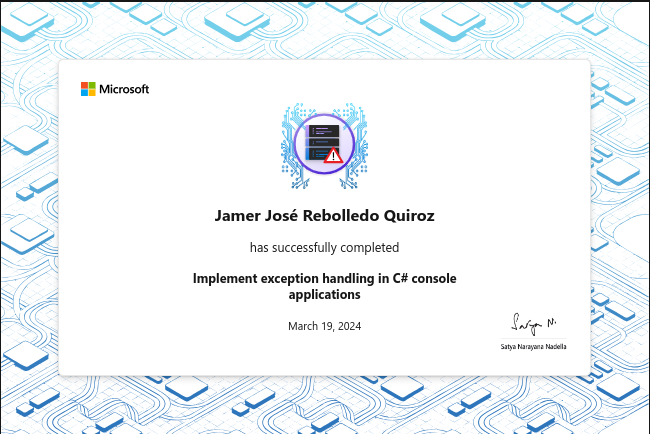 Microsoft
Jamer José Rebolledo Quiroz
has successfully completed
Implement exception handling in C# console
applications
March 19, 2024
Satya N.
Satya Narayana Nadella